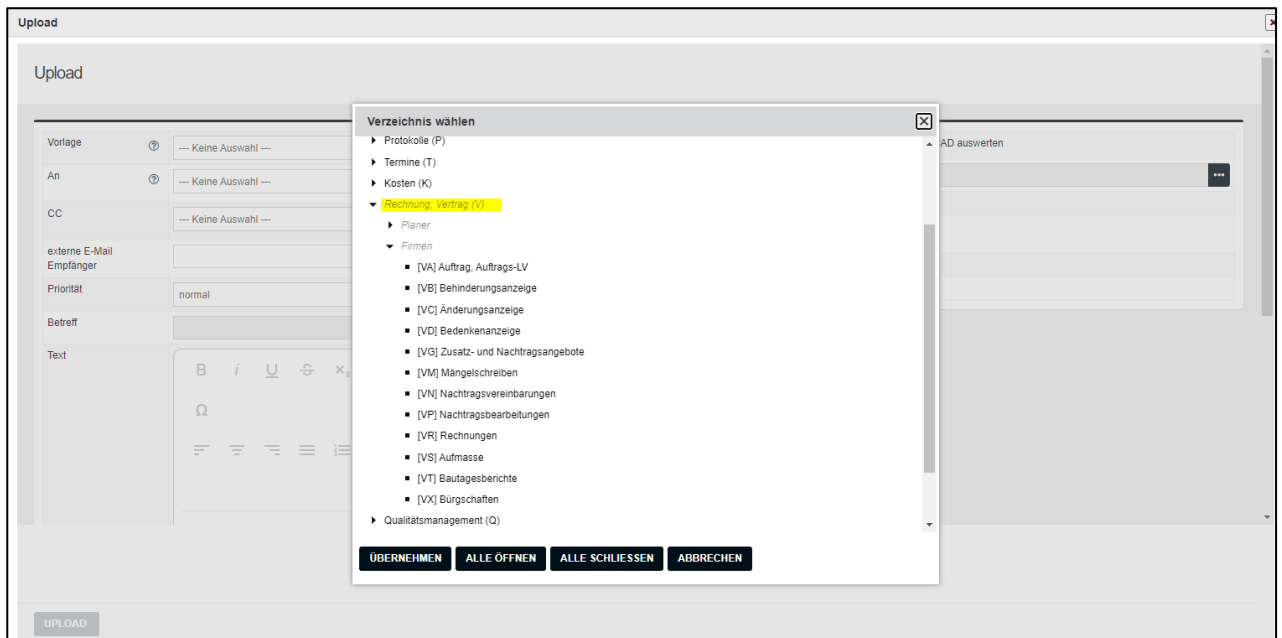 Upload
Upload
Vorlage
--- Keine Auswahl ---
An
--- Keine Auswahl ---
CC
--- Keine Auswahl ---
externe E-Mail
Empfänger
Priorität
normal
Betreff
Text
B i U S x₂
Ω
AD auswerten
Verzeichnis wählen
Protokolle (P)
Termine (T)
Kosten (K)
Rechnung, Vertrag (V)
Planer
Firmen
[VA] Auftrag, Auftrags-LV
[VB] Behinderungsanzeige
[VC] Änderungsanzeige
[VD] Bedenkenanzeige
[VG] Zusatz- und Nachtragsangebote
[VM] Mängelschreiben
[VN] Nachtragsvereinbarungen
[VP] Nachtragsbearbeitungen
[VR] Rechnungen
[VS] Aufmasse
[VT] Bautagesberichte
[VX] Bürgschaften
Qualitätsmanagement (Q)
ÜBERNEHMEN ALLE ÖFFNEN ALLE SCHLIESSEN ABBRECHEN
UPLOAD